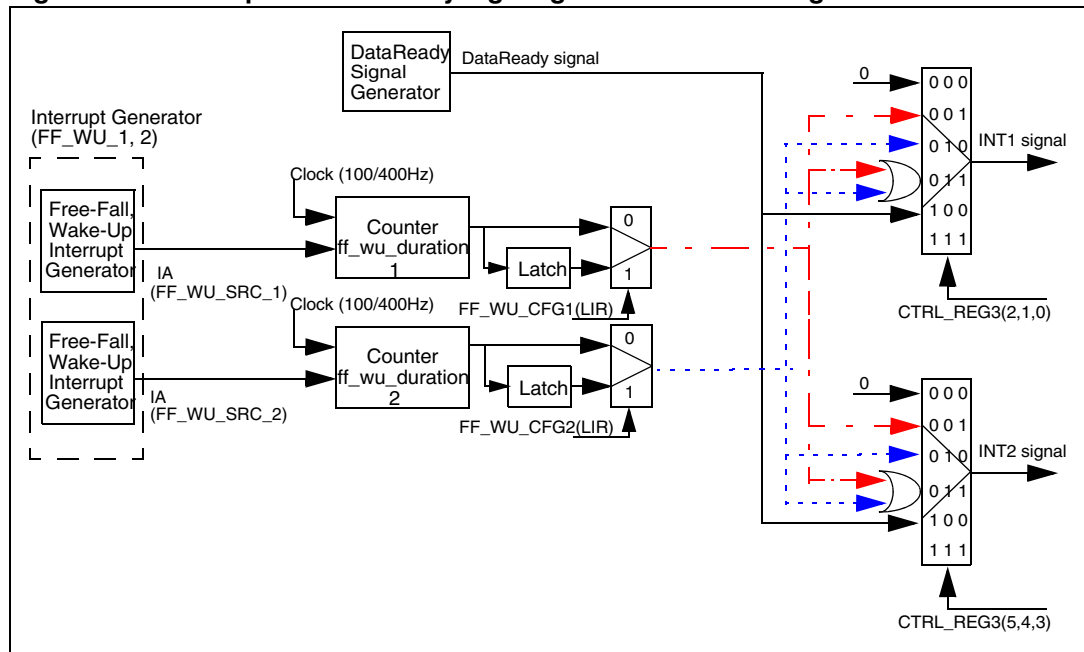 DataReady
Signal
Generator
DataReady signal
Interrupt Generator
(FF_WU_1, 2)
Free-Fall,
Wake-Up
Interrupt
Generator
IA
(FF_WU_SRC_1)
Clock (100/400Hz)
Counter
ff_wu_duration
1
Latch
0
1
FF_WU_CFG1(LIR)
Free-Fall,
Wake-Up
Interrupt
Generator
IA
(FF_WU_SRC_2)
Clock (100/400Hz)
Counter
ff_wu_duration
2
Latch
0
1
FF_WU_CFG2(LIR)
0
0 0 0
0 0 1
0 1 0
0 1 1
1 0 0
1 1 1
INT1 signal
CTRL_REG3(2,1,0)
0
0 0 0
0 0 1
0 1 0
0 1 1
1 0 0
1 1 1
INT2 signal
CTRL_REG3(5,4,3)